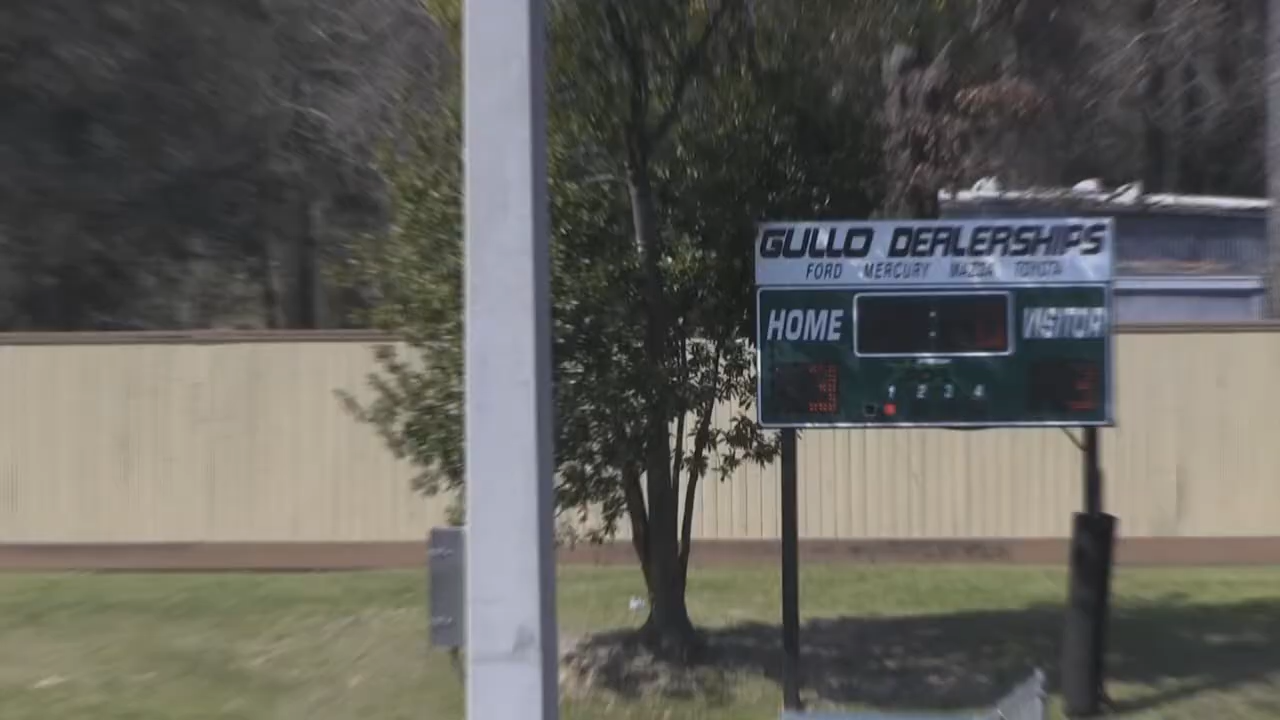 GULLO DEALERSHIPS
FORD MERCURY MAZDA TOYOTA
HOME VISITOR
1 2 3 4